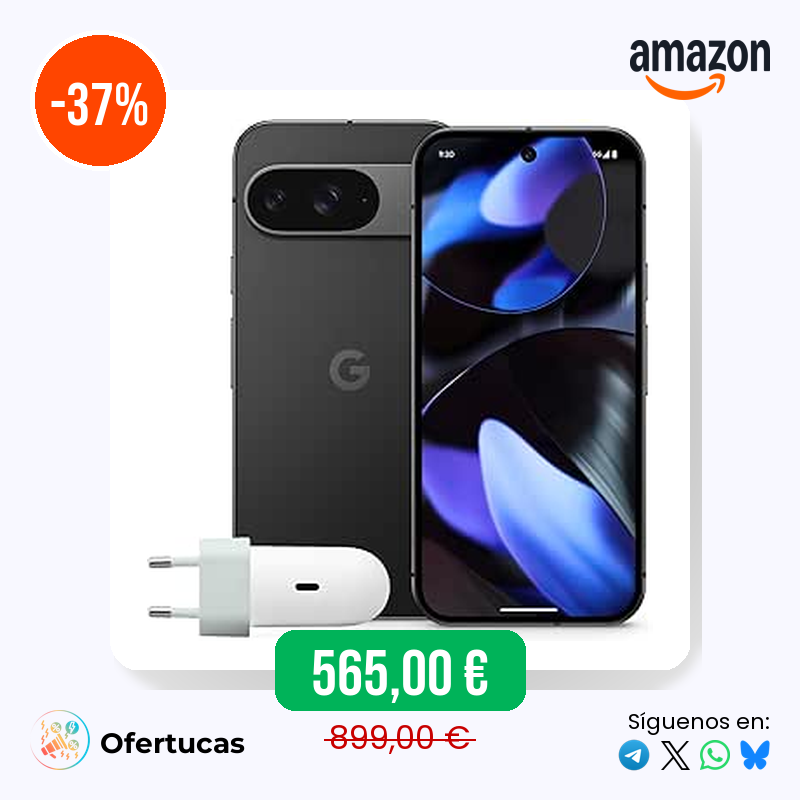 -37%
amazon
9:30
G
565,00 €
899,00 €
Ofertucas
Síguenos en: